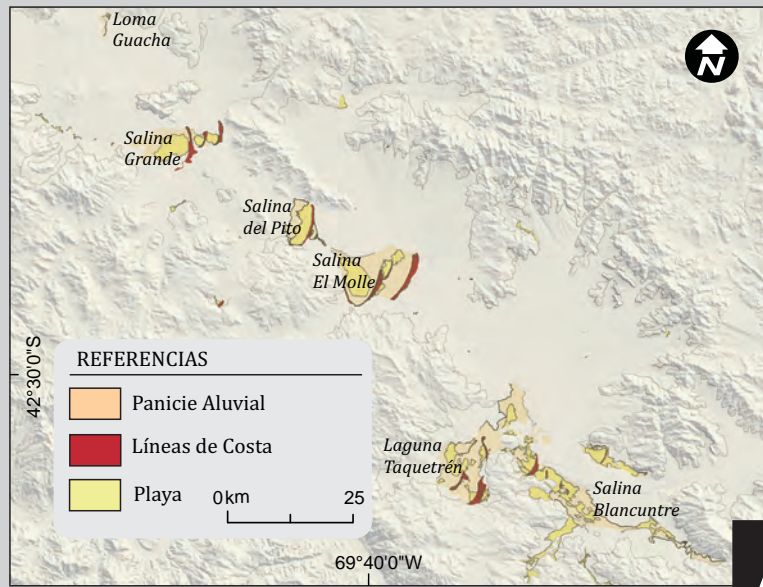 Loma
Guacha
N
Salina
Grande
Salina
del Pito
Salina
El Molle
42°30'0"S
REFERENCIAS
Panicie Aluvial
Líneas de Costa
Playa
0 km 25
Laguna
Taquetrén
Salina
Blancuntre
69°40'0"W